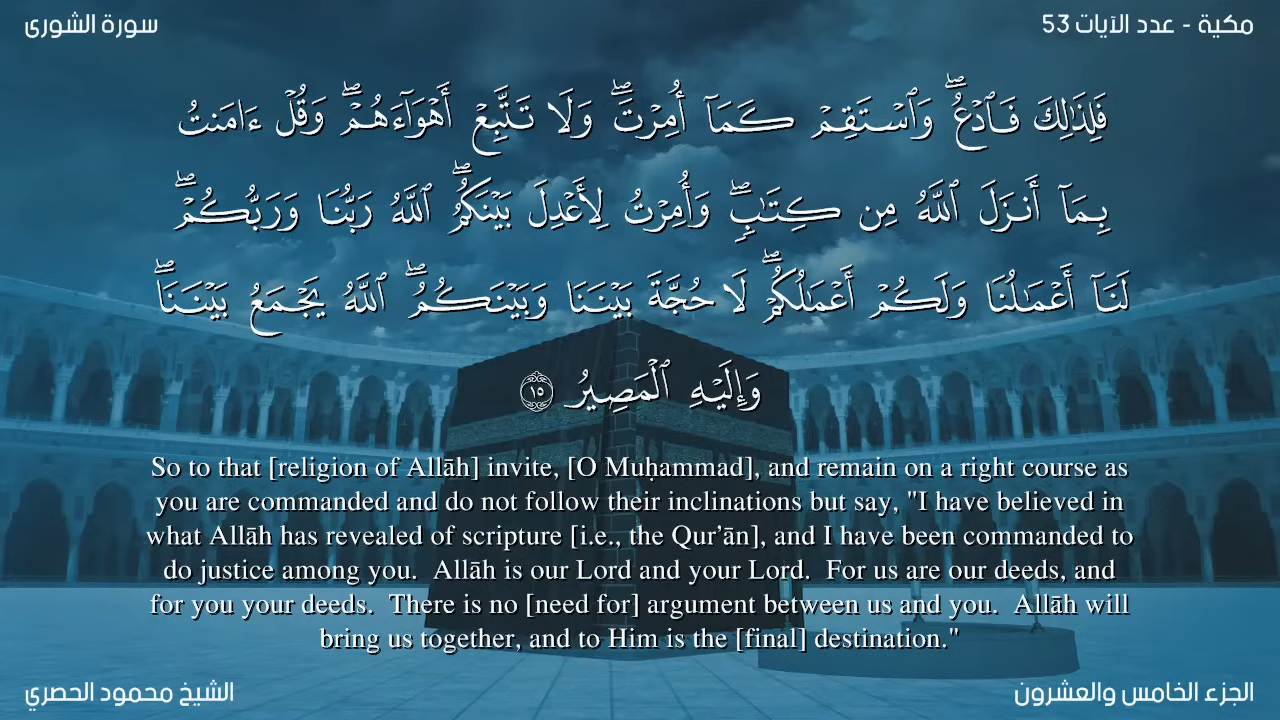 مكية - عدد الآيات 53
سورة الشورى
فَلِذَٰلِكَ فَٱدْعُ ۖ وَٱسْتَقِمْ كَمَآ أُمِرْتَ ۖ وَلَا تَتَّبِعْ أَهْوَآءَهُمْ ۖ وَقُلْ ءَامَنتُ
بِمَآ أَنزَلَ ٱللَّهُ مِن كِتَـٰبٍ ۖ وَأُمِرْتُ لِأَعْدِلَ بَيْنَكُمُ ۖ ٱللَّهُ رَبُّنَا وَرَبُّكُمْ ۖ
لَنَآ أَعْمَـٰلُنَا وَلَكُمْ أَعْمَـٰلُكُمْ ۖ لَا حُجَّةَ بَيْنَنَا وَبَيْنَكُمُ ۖ ٱللَّهُ يَجْمَعُ بَيْنَنَا ۖ
وَإِلَيْهِ ٱلْمَصِيرُ ١٥
So to that [religion of Allāh] invite, [O Muḥammad], and remain on a right course as
you are commanded and do not follow their inclinations but say, "I have believed in
what Allāh has revealed of scripture [i.e., the Qur’ān], and I have been commanded to
do justice among you.  Allāh is our Lord and your Lord.  For us are our deeds, and
for you your deeds.  There is no [need for] argument between us and you.  Allāh will
bring us together, and to Him is the [final] destination."
الجزء الخامس والعشرون
الشيخ محمود الحصري